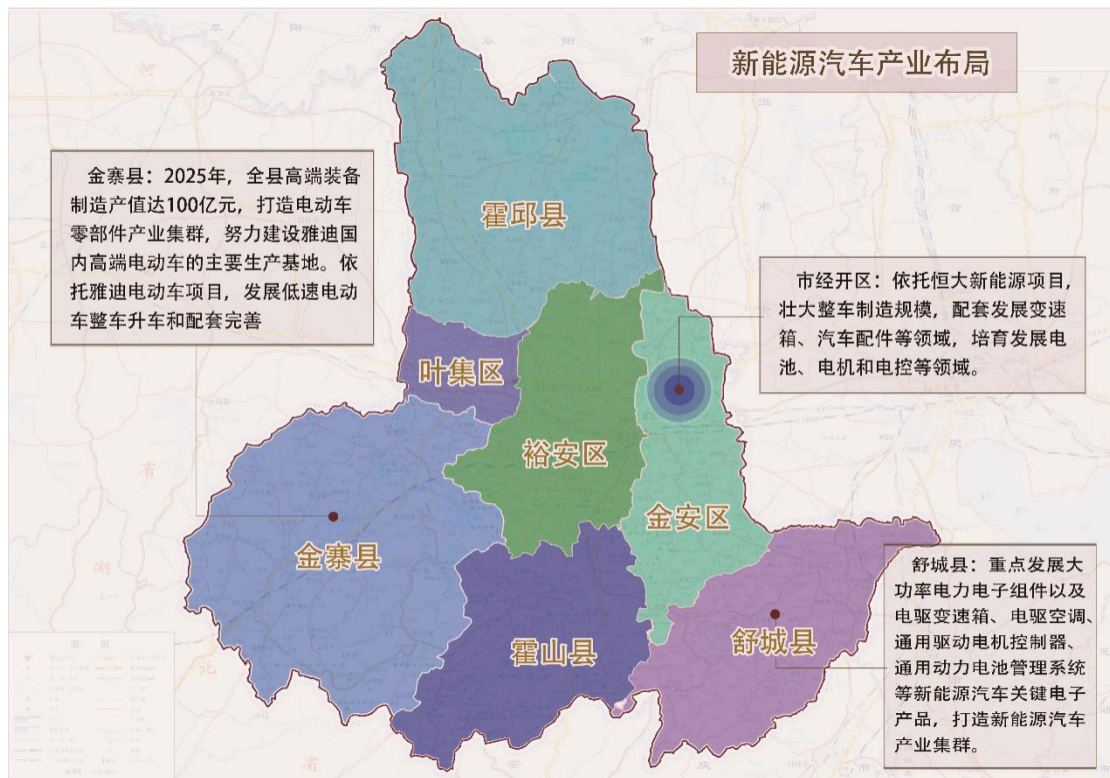 新能源汽车产业布局
金寨县：2025年，全县高端装备
制造产值达100亿元，打造电动车
零部件产业集群，努力建设雅迪国
内高端电动车的主要生产基地。依
托雅迪电动车项目，发展低速电动
车整车升车和配套完善
霍邱县
市经开区：依托恒大新能源项目，
壮大整车制造规模，配套发展变速
箱、汽车配件等领域，培育发展电
池、电机和电控等领域。
叶集区
裕安区
金安区
金寨县
霍山县
舒城县
舒城县：重点发展大
功率电力电子组件以及
电驱变速箱、电驱空调、
通用驱动电机控制器、
通用动力电池管理系统
等新能源汽车关键电子
产品，打造新能源汽车
产业集群。
河
省
湖
北
省
安
庆
肥
图例